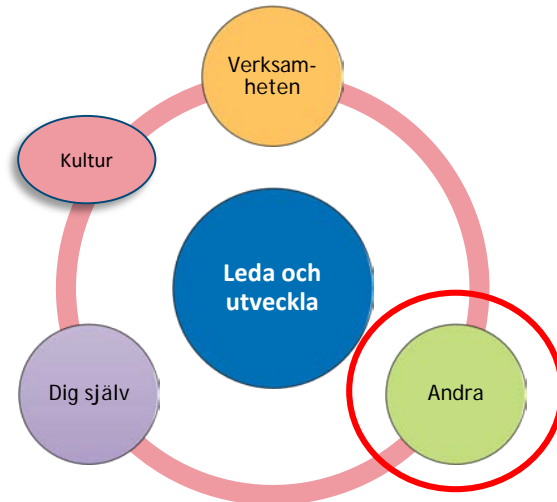 Verksam-
heten
Kultur
Leda och
utveckla
Dig själv
Andra